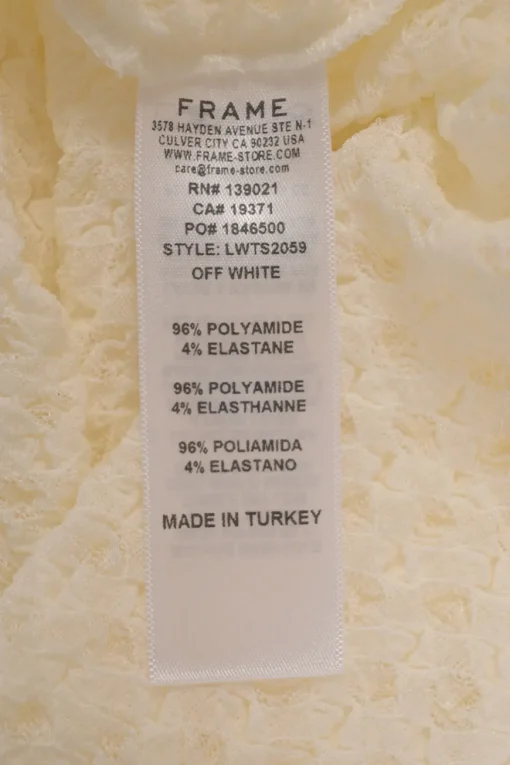 FRAME
3578 HAYDEN AVENUE STE N-1
CULVER CITY CA 90232 USA
WWW.FRAME-STORE.COM
care@frame-store.com
RN# 139021
CA# 19371
PO# 1846500
STYLE: LWTS2059
OFF WHITE
96% POLYAMIDE
4% ELASTANE
96% POLYAMIDE
4% ELASTHANNE
96% POLIAMIDA
4% ELASTANO
MADE IN TURKEY